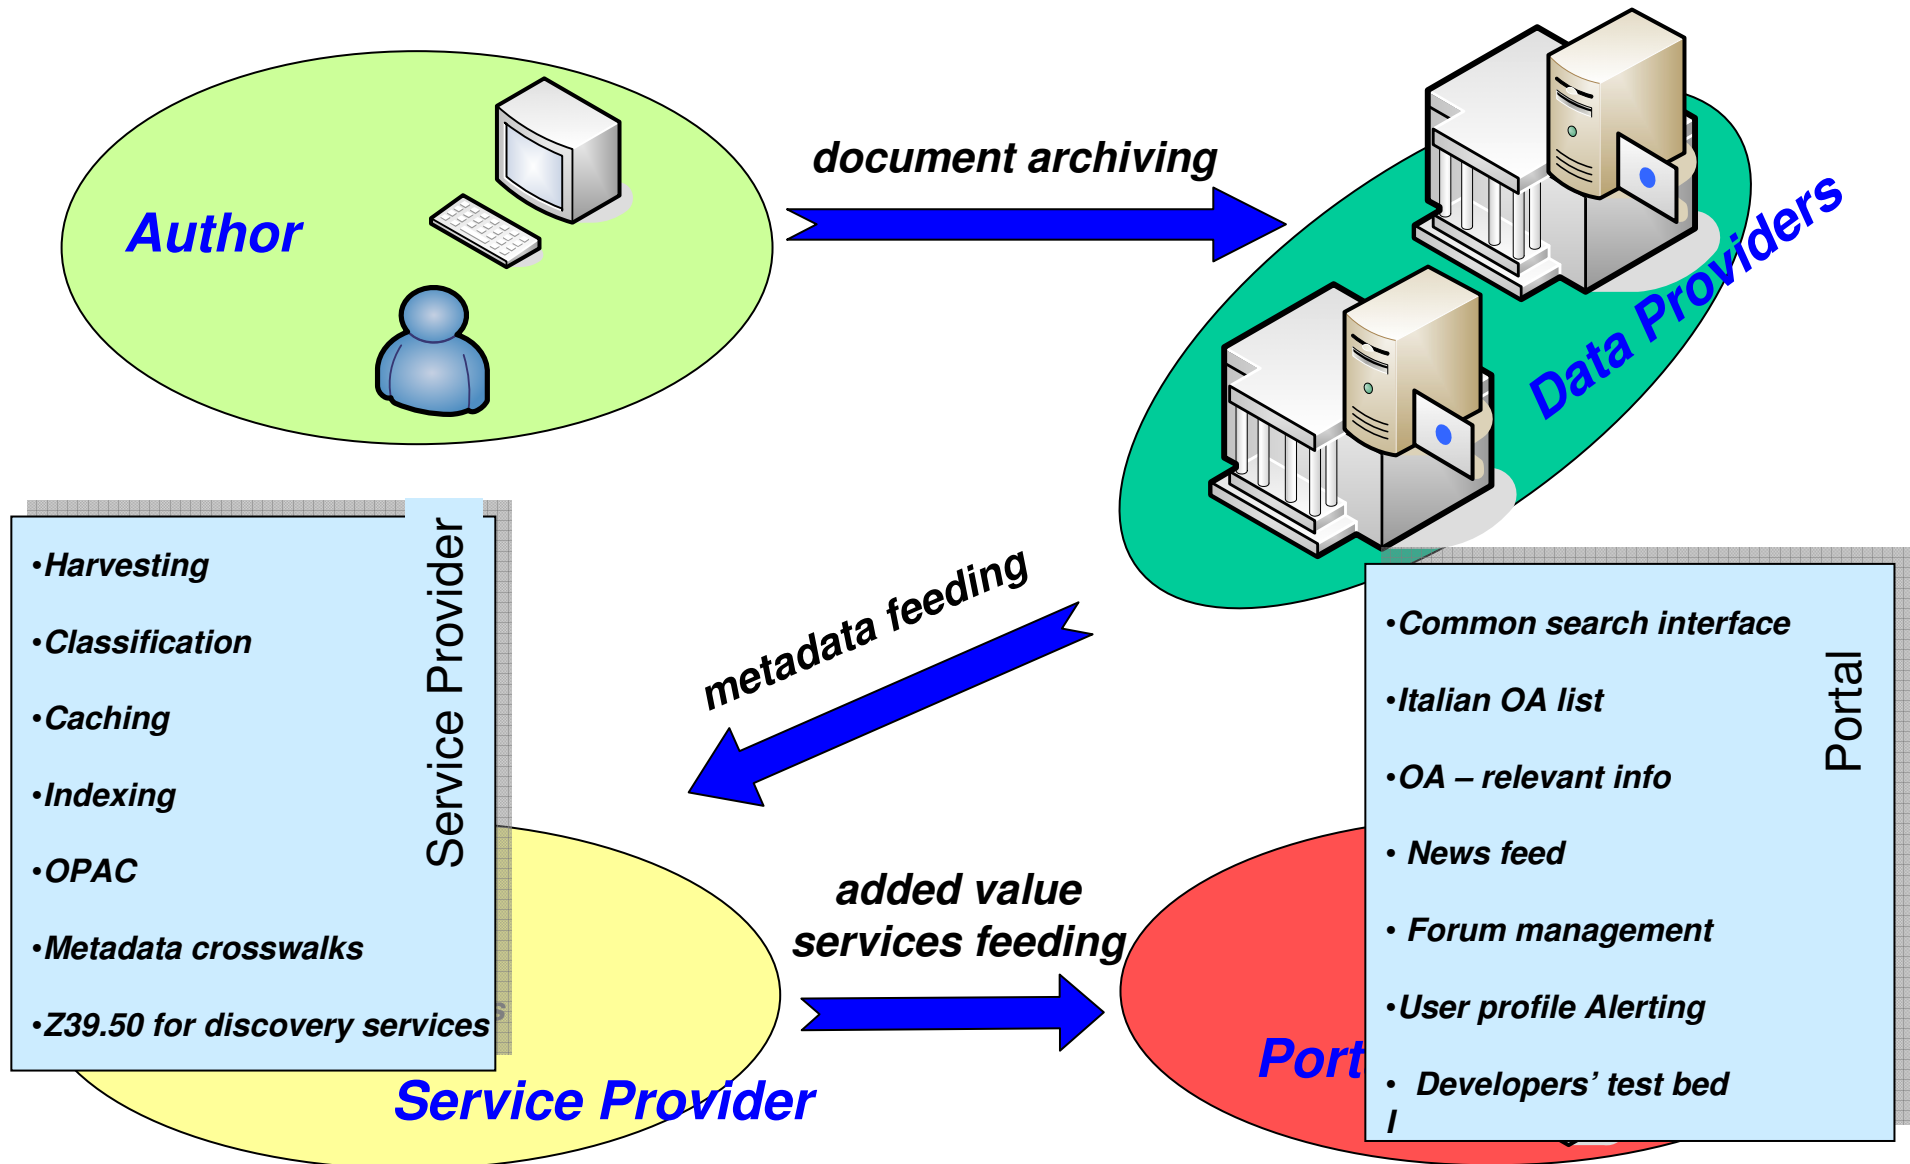 document archiving
Author
Data Providers
Service Provider
•Harvesting
•Classification
•Caching
•Indexing
•OPAC
•Metadata crosswalks
•Z39.50 for discovery services
metadata feeding
Portal
•Common search interface
•Italian OA list
•OA – relevant info
• News feed
• Forum management
•User profile Alerting
• Developers’ test bed
I
added value
services feeding
Service Provider
Port